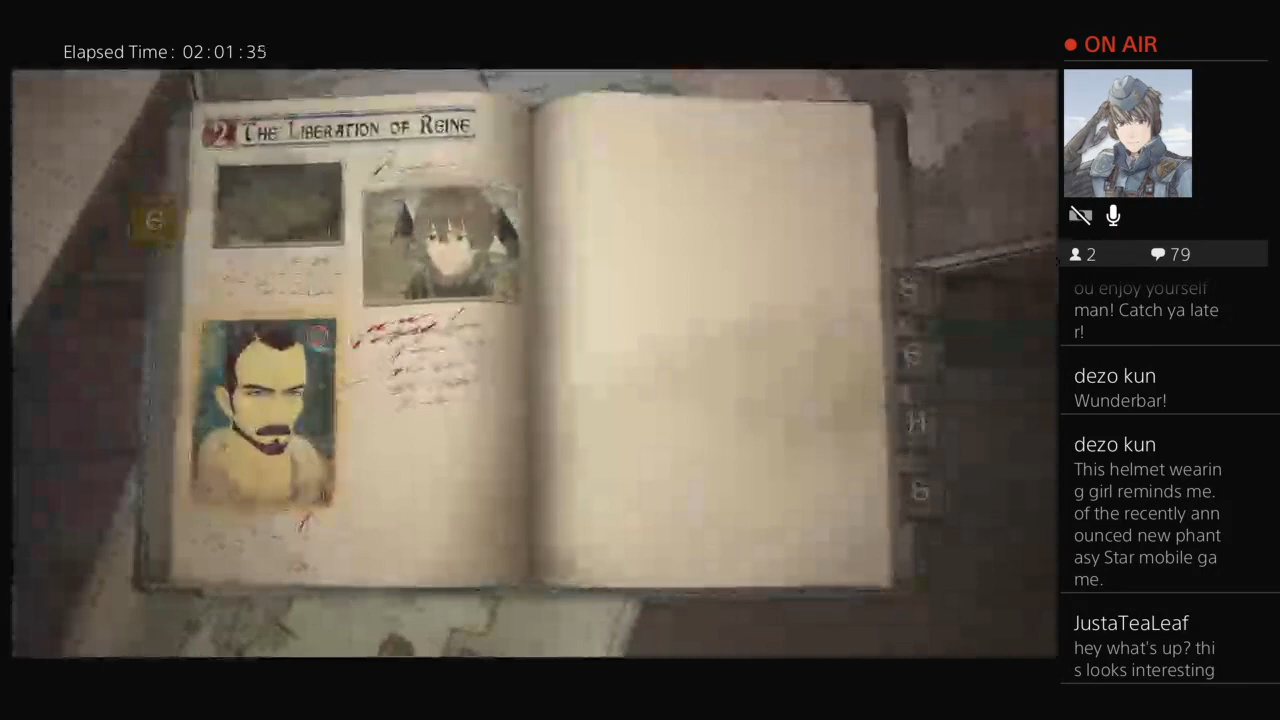 Elapsed Time: 02:01:35
ON AIR
2 THE LIBERATION OF REINE
2
79
ou enjoy yourself
man! Catch ya late
r!
dezo kun
Wunderbar!
dezo kun
This helmet wearin
g girl reminds me.
of the recently ann
ounced new phant
asy Star mobile ga
me.
JustaTeaLeaf
hey what's up? thi
s looks interesting